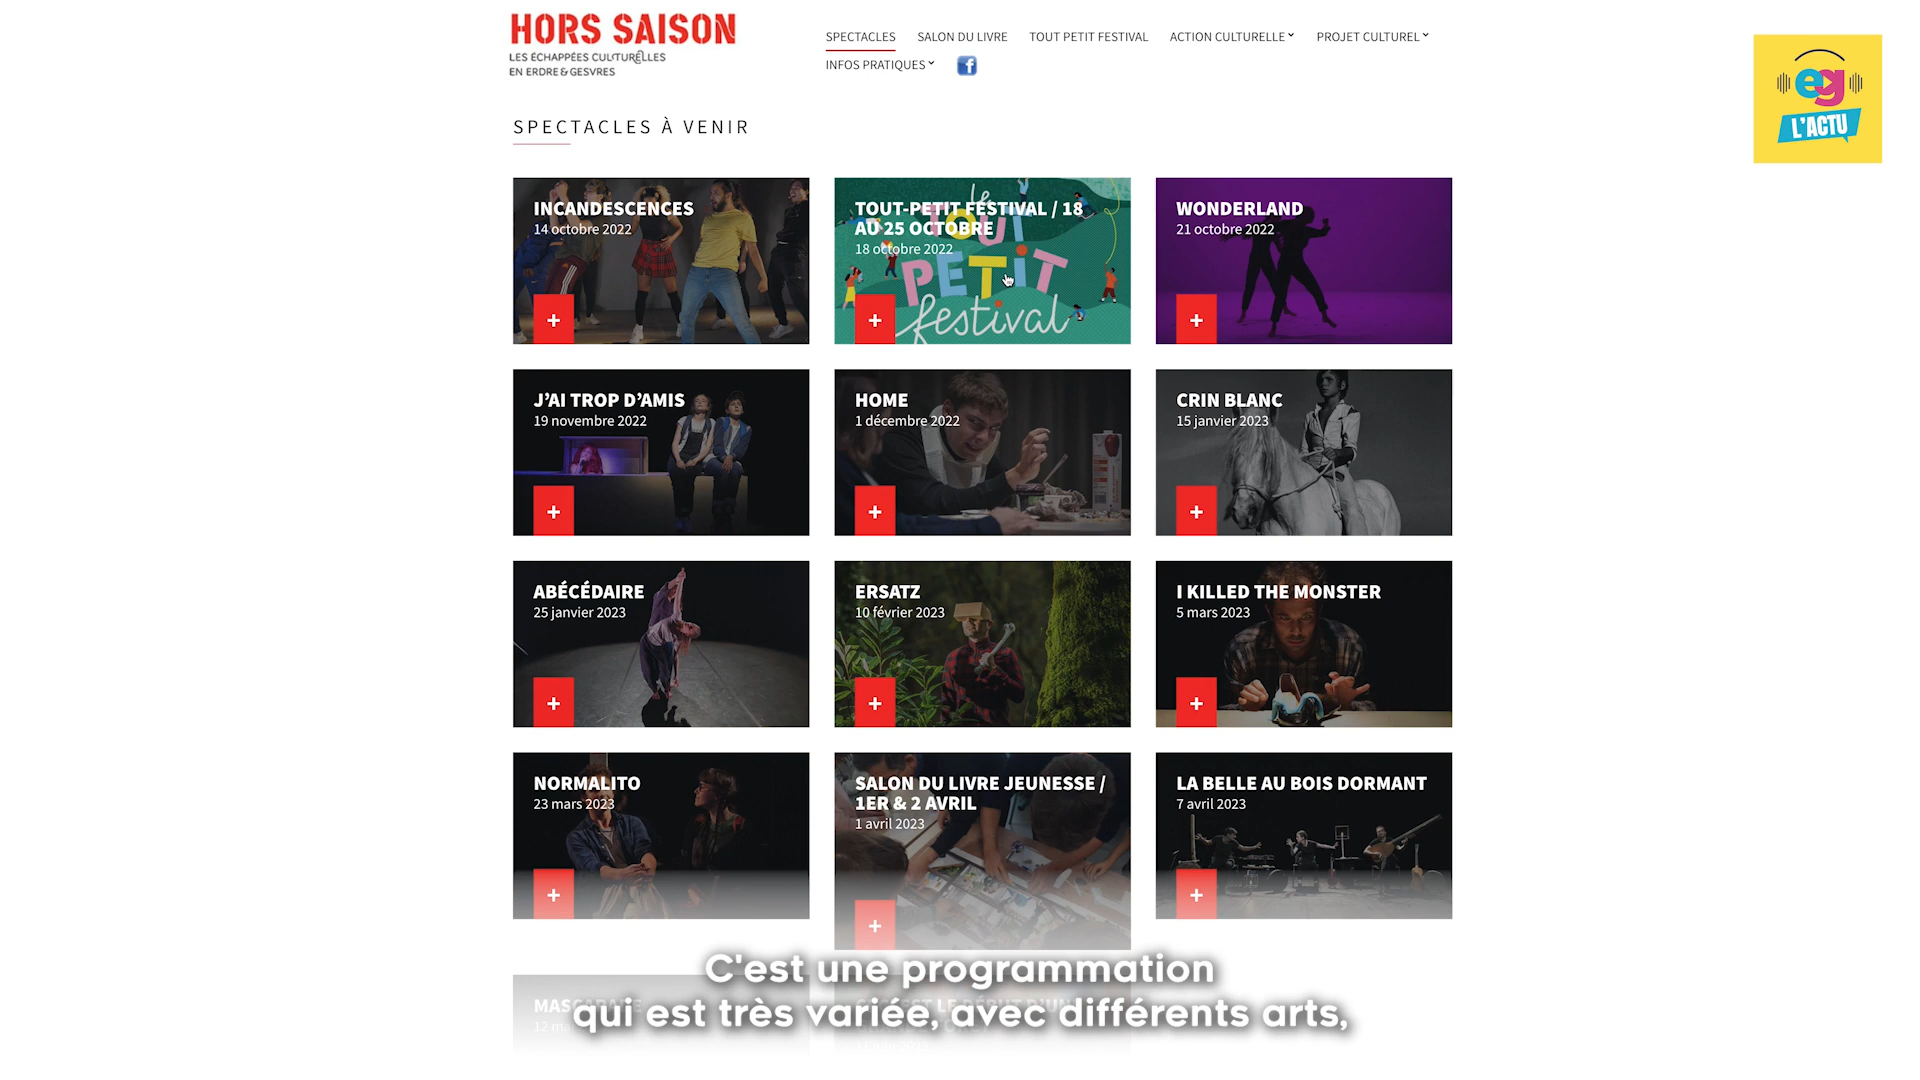 HORS SAISON
LES ÉCHAPPÉES CULTURELLES
EN ERDRE & GESVRES
SPECTACLES
SALON DU LIVRE
TOUT PETIT FESTIVAL
ACTION CULTURELLE
PROJET CULTUREL
INFOS PRATIQUES
f
eg
L'ACTU
SPECTACLES À VENIR
INCANDESCENCES
14 octobre 2022
+
TOUT-PETIT FESTIVAL / 18
AU 25 OCTOBRE
18 octobre 2022
le
TOUT
PETIT
festival
+
WONDERLAND
21 octobre 2022
+
J'AI TROP D'AMIS
19 novembre 2022
+
HOME
1 décembre 2022
+
CRIN BLANC
15 janvier 2023
+
ABÉCÉDAIRE
25 janvier 2023
+
ERSATZ
10 février 2023
+
I KILLED THE MONSTER
5 mars 2023
+
NORMALITO
23 mars 2023
+
SALON DU LIVRE JEUNESSE /
1ER & 2 AVRIL
1 avril 2023
+
LA BELLE AU BOIS DORMANT
7 avril 2023
+
C'est une programmation
qui est très variée, avec différents arts,